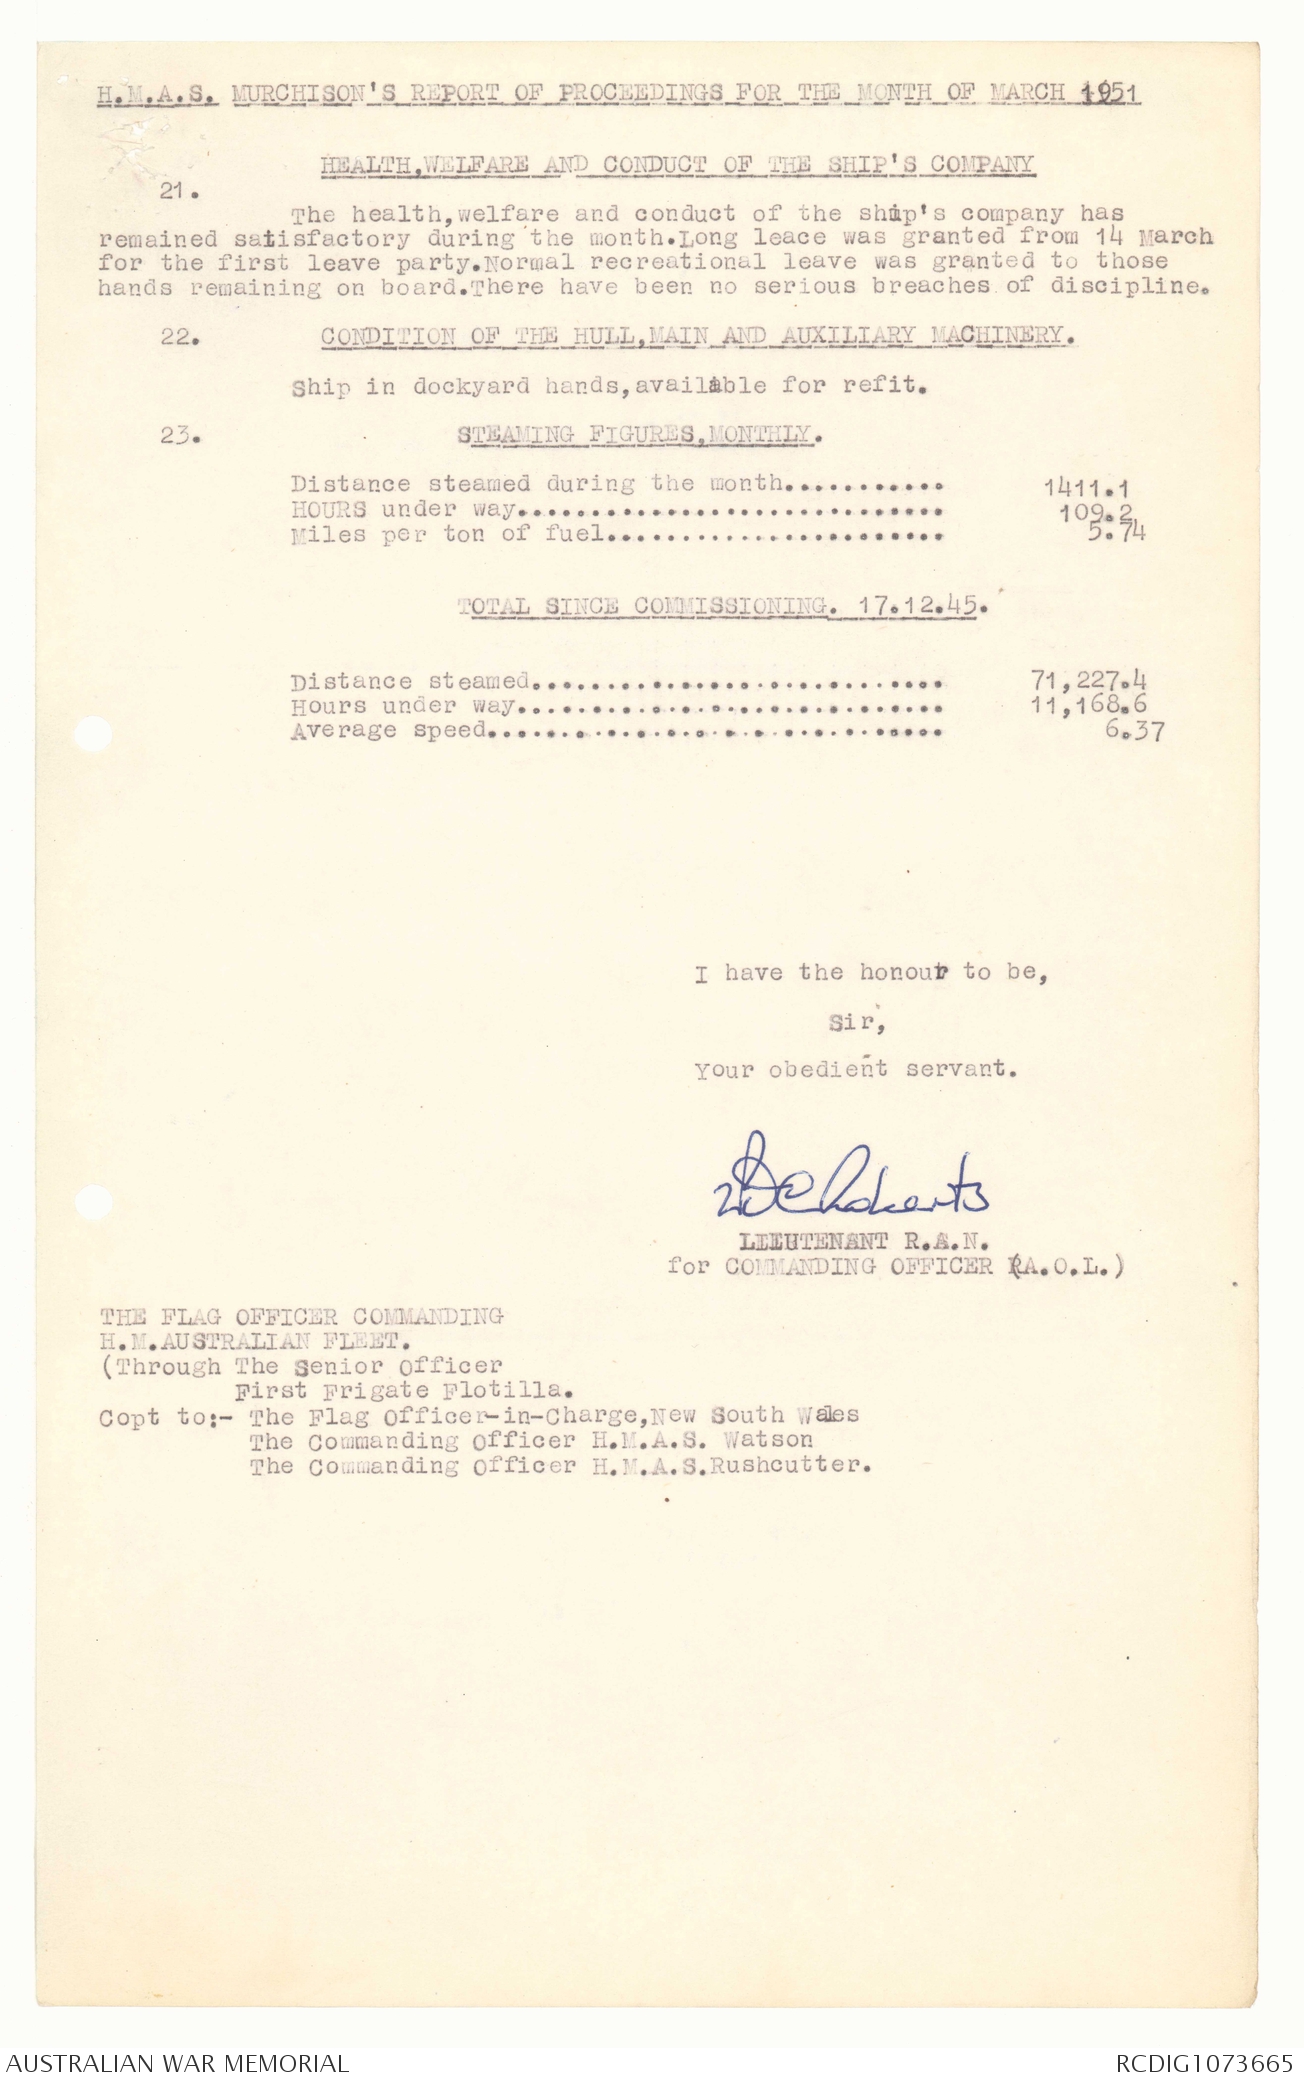 H.M.A.S. MURCHISON'S REPORT OF PROCEEDINGS FOR THE MONTH OF MARCH 1951
HEALTH,WELFARE AND CONDUCT OF THE SHIP'S COMPANY
21.
The health,welfare and conduct of the ship's company has
remained satisfactory during the month.Long leace was granted from 14 March
for the first leave party.Normal recreational leave was granted to those
hands remaining on board.There have been no serious breaches of discipline.
22. CONDITION OF THE HULL,MAIN AND AUXILIARY MACHINERY.
Ship in dockyard hands,available for refit.
23. STEAMING FIGURES,MONTHLY.
Distance steamed during the month........... 1411.1
HOURS under way............................. 109.2
Miles per ton of fuel....................... 5.74
TOTAL SINCE COMMISSIONING. 17.12.45.
Distance steamed............................ 71,227.4
Hours under way............................. 11,168.6
Average speed............................... 6.37
I have the honour to be,
Sir,
Your obedient servant.
LIEUTENANT R.A.N.
for COMMANDING OFFICER (A.O.L.)
THE FLAG OFFICER COMMANDING
H.M.AUSTRALIAN FLEET.
(Through The Senior Officer
First Frigate Flotilla.
Copt to:- The Flag Officer-in-Charge,New South Wales
The Commanding Officer H.M.A.S. Watson
The Commanding Officer H.M.A.S.Rushcutter.
AUSTRALIAN WAR MEMORIAL
RCDIG1073665